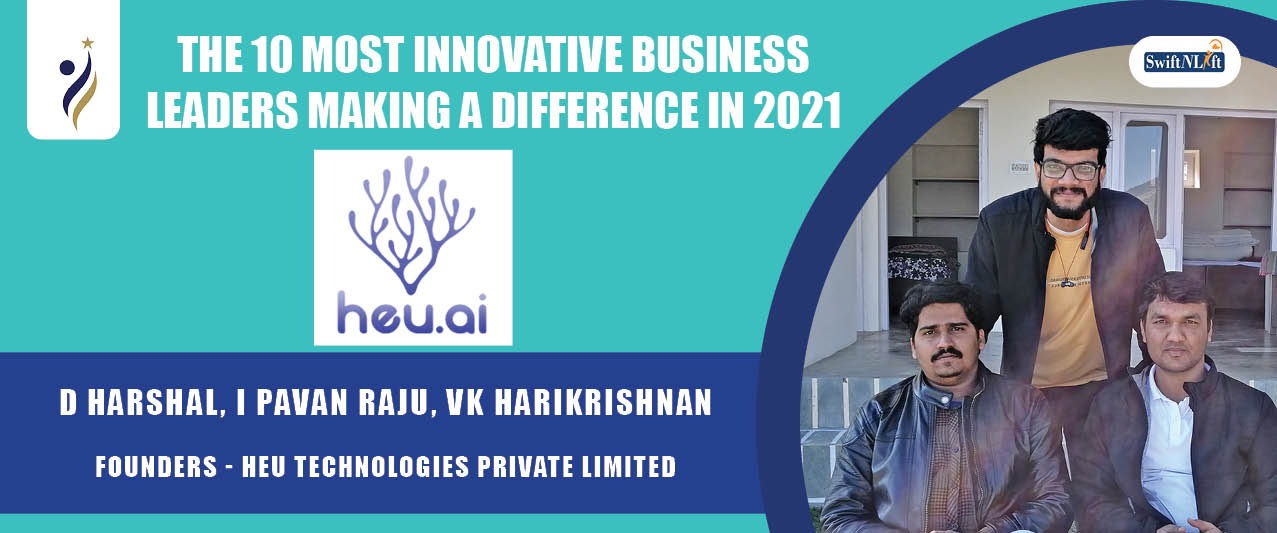 THE 10 MOST INNOVATIVE BUSINESS
LEADERS MAKING A DIFFERENCE IN 2021
SwiftNLift
heu.ai
D HARSHAL, I PAVAN RAJU, VK HARIKRISHNAN
FOUNDERS - HEU TECHNOLOGIES PRIVATE LIMITED